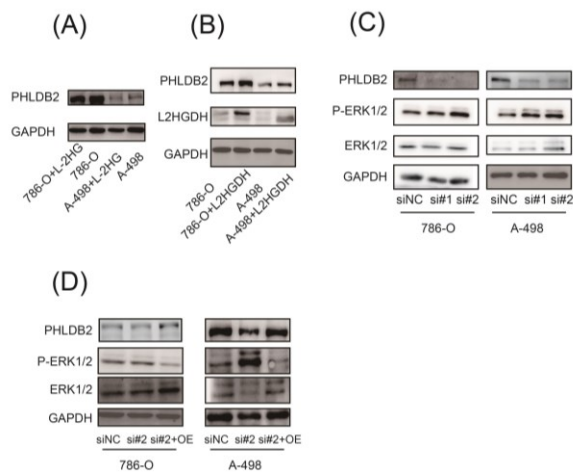 (A)
PHLDB2
GAPDH
786-O+L-2HG
786-O
A-498+L-2HG
A-498
(B)
PHLDB2
L2HGDH
GAPDH
786-O
786-O+L2HGDH
A-498
A-498+L2HGDH
(C)
PHLDB2
P-ERK1/2
ERK1/2
GAPDH
siNC si#1 si#2 siNC si#1 si#2
786-O A-498
(D)
PHLDB2
P-ERK1/2
ERK1/2
GAPDH
siNC si#2 si#2+OE siNC si#2 si#2+OE
786-O A-498